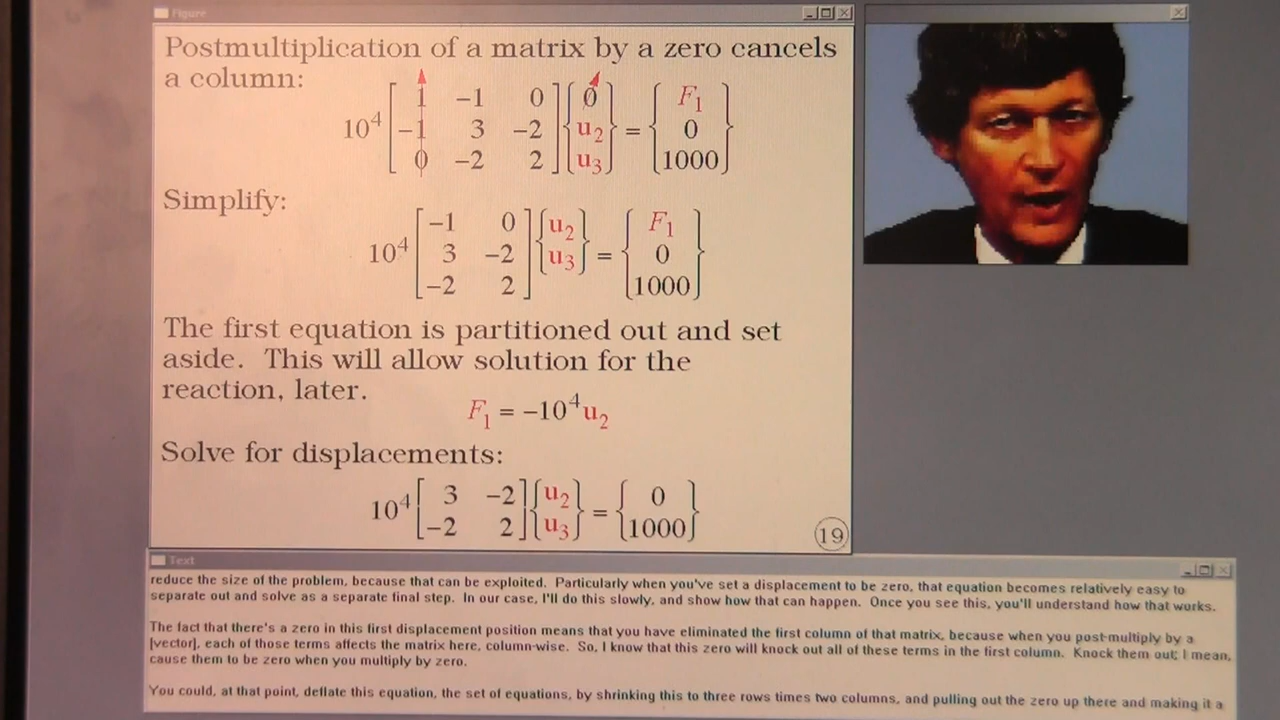 Figure
Postmultiplication of a matrix by a zero cancels
a column:
10⁴ [ 1 −1 0 ] { 0 } = { F₁ }
[ −1 3 −2 ] { u₂ } { 0 }
[ 0 −2 2 ] { u₃ } { 1000 }
Simplify:
10⁴ [ −1 0 ] { u₂ } = { F₁ }
[ 3 −2 ] { u₃ } { 0 }
[ −2 2 ] { 1000 }
The first equation is partitioned out and set
aside. This will allow solution for the
reaction, later.
F₁ = −10⁴u₂
Solve for displacements:
10⁴ [ 3 −2 ] { u₂ } = { 0 }
[ −2 2 ] { u₃ } { 1000 }
19
Text
reduce the size of the problem, because that can be exploited. Particularly when you've set a displacement to be zero, that equation becomes relatively easy to
separate out and solve as a separate final step. In our case, I'll do this slowly, and show how that can happen. Once you see this, you'll understand how that works.
The fact that there's a zero in this first displacement position means that you have eliminated the first column of that matrix, because when you post-multiply by a
[vector], each of those terms affects the matrix here, column-wise. So, I know that this zero will knock out all of these terms in the first column. Knock them out; I mean,
cause them to be zero when you multiply by zero.
You could, at that point, deflate this equation, the set of equations, by shrinking this to three rows times two columns, and pulling out the zero up there and making it a